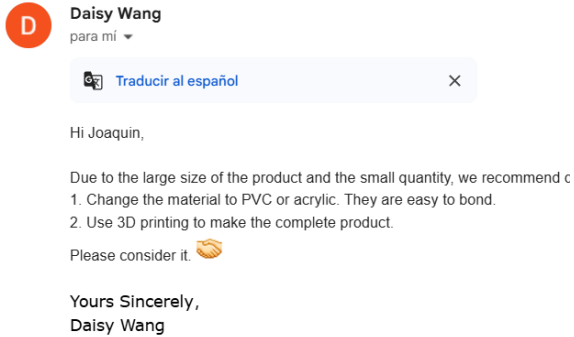 D
Daisy Wang
para mí
Traducir al español
Hi Joaquin,
Due to the large size of the product and the small quantity, we recommend
1. Change the material to PVC or acrylic. They are easy to bond.
2. Use 3D printing to make the complete product.
Please consider it.
Yours Sincerely,
Daisy Wang